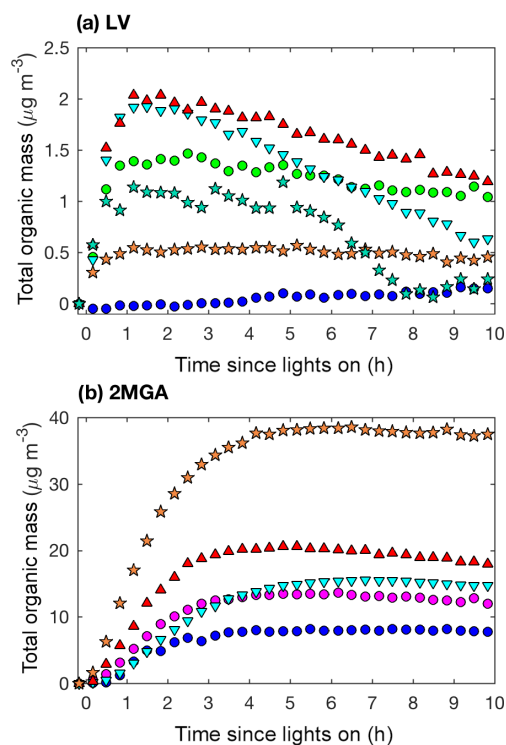 (a) LV
Total organic mass (μg m-3)
2.5
2
1.5
1
0.5
0
0 1 2 3 4 5 6 7 8 9 10
Time since lights on (h)
(b) 2MGA
Total organic mass (μg m-3)
40
30
20
10
0
0 1 2 3 4 5 6 7 8 9 10
Time since lights on (h)